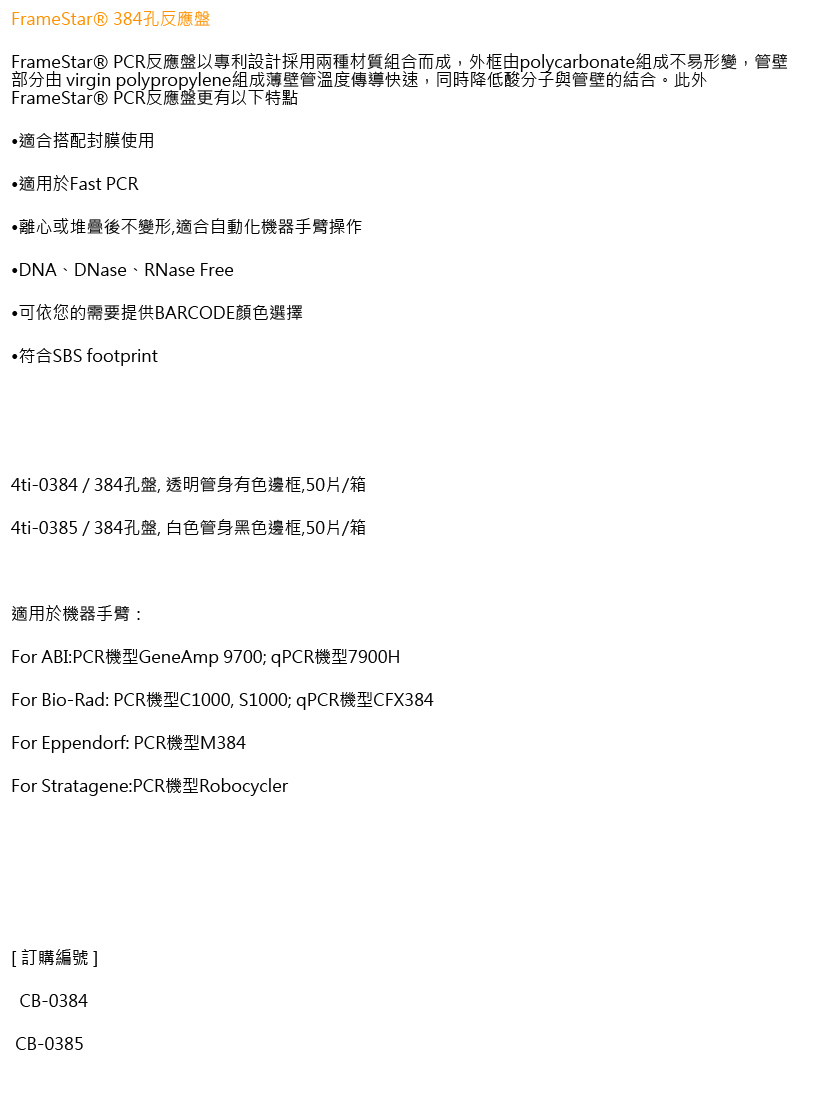 FrameStar® 384孔反應盤
FrameStar® PCR反應盤以專利設計採用兩種材質組合而成，外框由polycarbonate組成不易形變，管壁
部分由 virgin polypropylene組成薄壁管溫度傳導快速，同時降低酸分子與管壁的結合。此外
FrameStar® PCR反應盤更有以下特點
•適合搭配封膜使用
•適用於Fast PCR
•離心或堆疊後不變形,適合自動化機器手臂操作
•DNA、DNase、RNase Free
•可依您的需要提供BARCODE顏色選擇
•符合SBS footprint
4ti-0384 / 384孔盤, 透明管身有色邊框,50片/箱
4ti-0385 / 384孔盤, 白色管身黑色邊框,50片/箱
適用於機器手臂：
For ABI:PCR機型GeneAmp 9700; qPCR機型7900H
For Bio-Rad: PCR機型C1000, S1000; qPCR機型CFX384
For Eppendorf: PCR機型M384
For Stratagene:PCR機型Robocycler
[ 訂購編號 ]
CB-0384
CB-0385